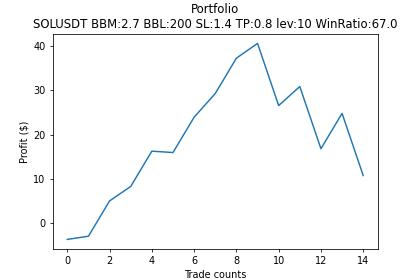 Portfolio
SOLUSDT BBM:2.7 BBL:200 SL:1.4 TP:0.8 lev:10 WinRatio:67.0
40
30
20
10
0
Profit ($)
0 2 4 6 8 10 12 14
Trade counts